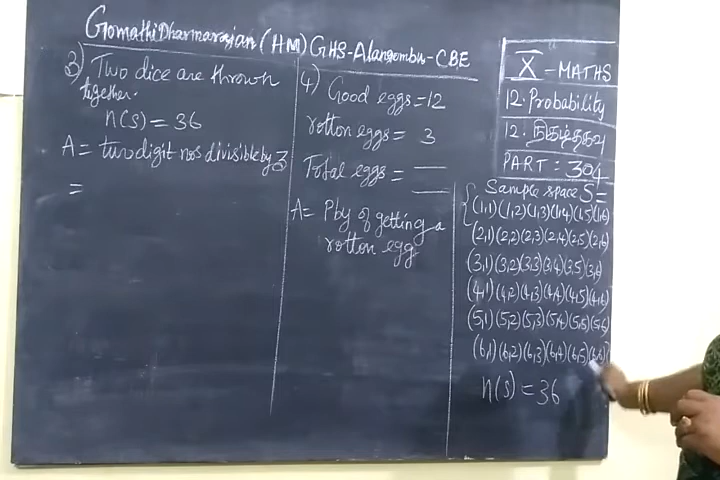 Gomathi Dharmarajan (HM) GHS-Alangombu-CBE
3) Two dice are thrown
together.
n(S) = 36
A = two digit nos divisible by 3
=
4) Good eggs = 12
rotton eggs = 3
Total eggs =
A = Pby of getting a
rotton egg
X - MATHS
12. Probability
12. நிகழ்தகவு
PART = 304
Sample space S =
{(1,1)(1,2)(1,3)(1,4)(1,5)(1,6)
(2,1)(2,2)(2,3)(2,4)(2,5)(2,6)
(3,1)(3,2)(3,3)(3,4)(3,5)(3,6)
(4,1)(4,2)(4,3)(4,4)(4,5)(4,6)
(5,1)(5,2)(5,3)(5,4)(5,5)(5,6)
(6,1)(6,2)(6,3)(6,4)(6,5)(6,6)
n(S) = 36